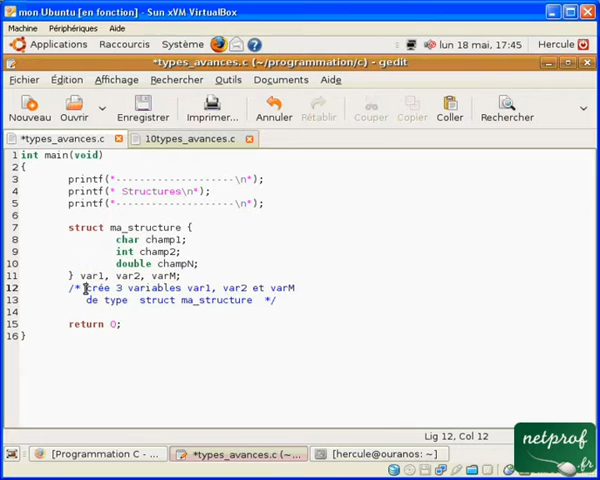 mon Ubuntu [en fonction] - Sun xVM VirtualBox
Machine Périphériques Aide
Applications Raccourcis Système lun 18 mai, 17:45 Hercule
*types_avances.c (~/programmation/c) - gedit
Fichier Édition Affichage Rechercher Outils Documents Aide
Nouveau Ouvrir Enregistrer Imprimer... Annuler Rétablir Couper Copier Coller Rechercher
*types_avances.c 10types_avances.c
1 int main(void)
2 {
3 printf("--------------------\n");
4 printf(" Structures\n");
5 printf("--------------------\n");
6
7 struct ma_structure {
8 char champ1;
9 int champ2;
10 double champN;
11 } var1, var2, varM;
12 /* crée 3 variables var1, var2 et varM
13 de type struct ma_structure */
14
15 return 0;
16 }
Lig 12, Col 12
[Programmation C - ... *types_avances.c (~... [hercule@ouranos: ~]
netprof
.fr